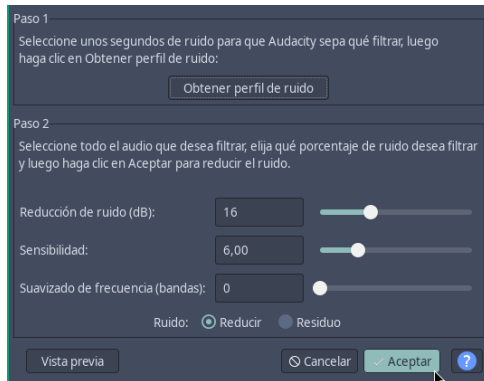 Paso 1
Seleccione unos segundos de ruido para que Audacity sepa qué filtrar, luego
haga clic en Obtener perfil de ruido:
Obtener perfil de ruido
Paso 2
Seleccione todo el audio que desea filtrar, elija qué porcentaje de ruido desea filtrar
y luego haga clic en Aceptar para reducir el ruido.
Reducción de ruido (dB): 16
Sensibilidad: 6,00
Suavizado de frecuencia (bandas): 0
Ruido: Reducir Residuo
Vista previa Cancelar Aceptar ?